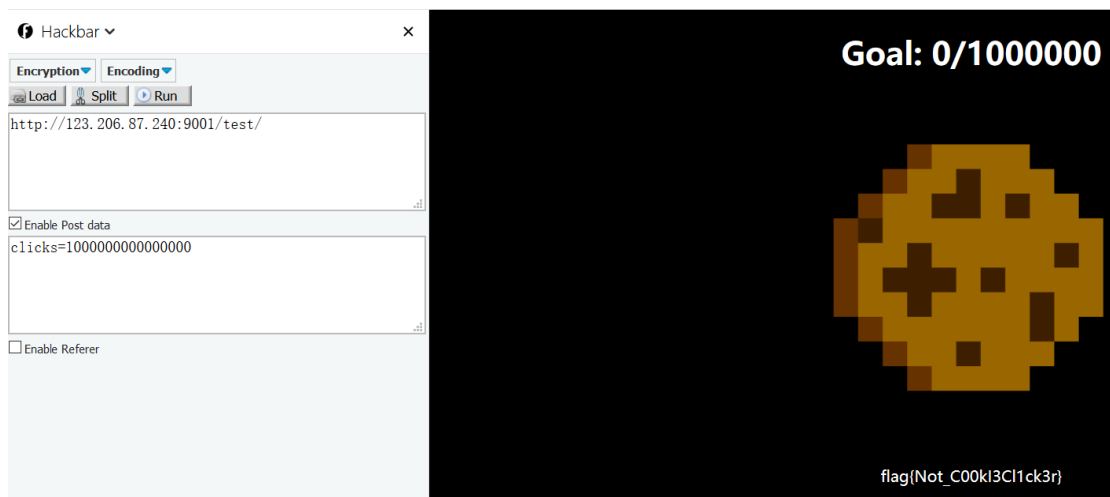 Hackbar
Encryption Encoding
Load Split Run
http://123.206.87.240:9001/test/
Enable Post data
clicks=1000000000000000
Enable Referer
Goal: 0/1000000
flag{Not_C00kI3Cl1ck3r}